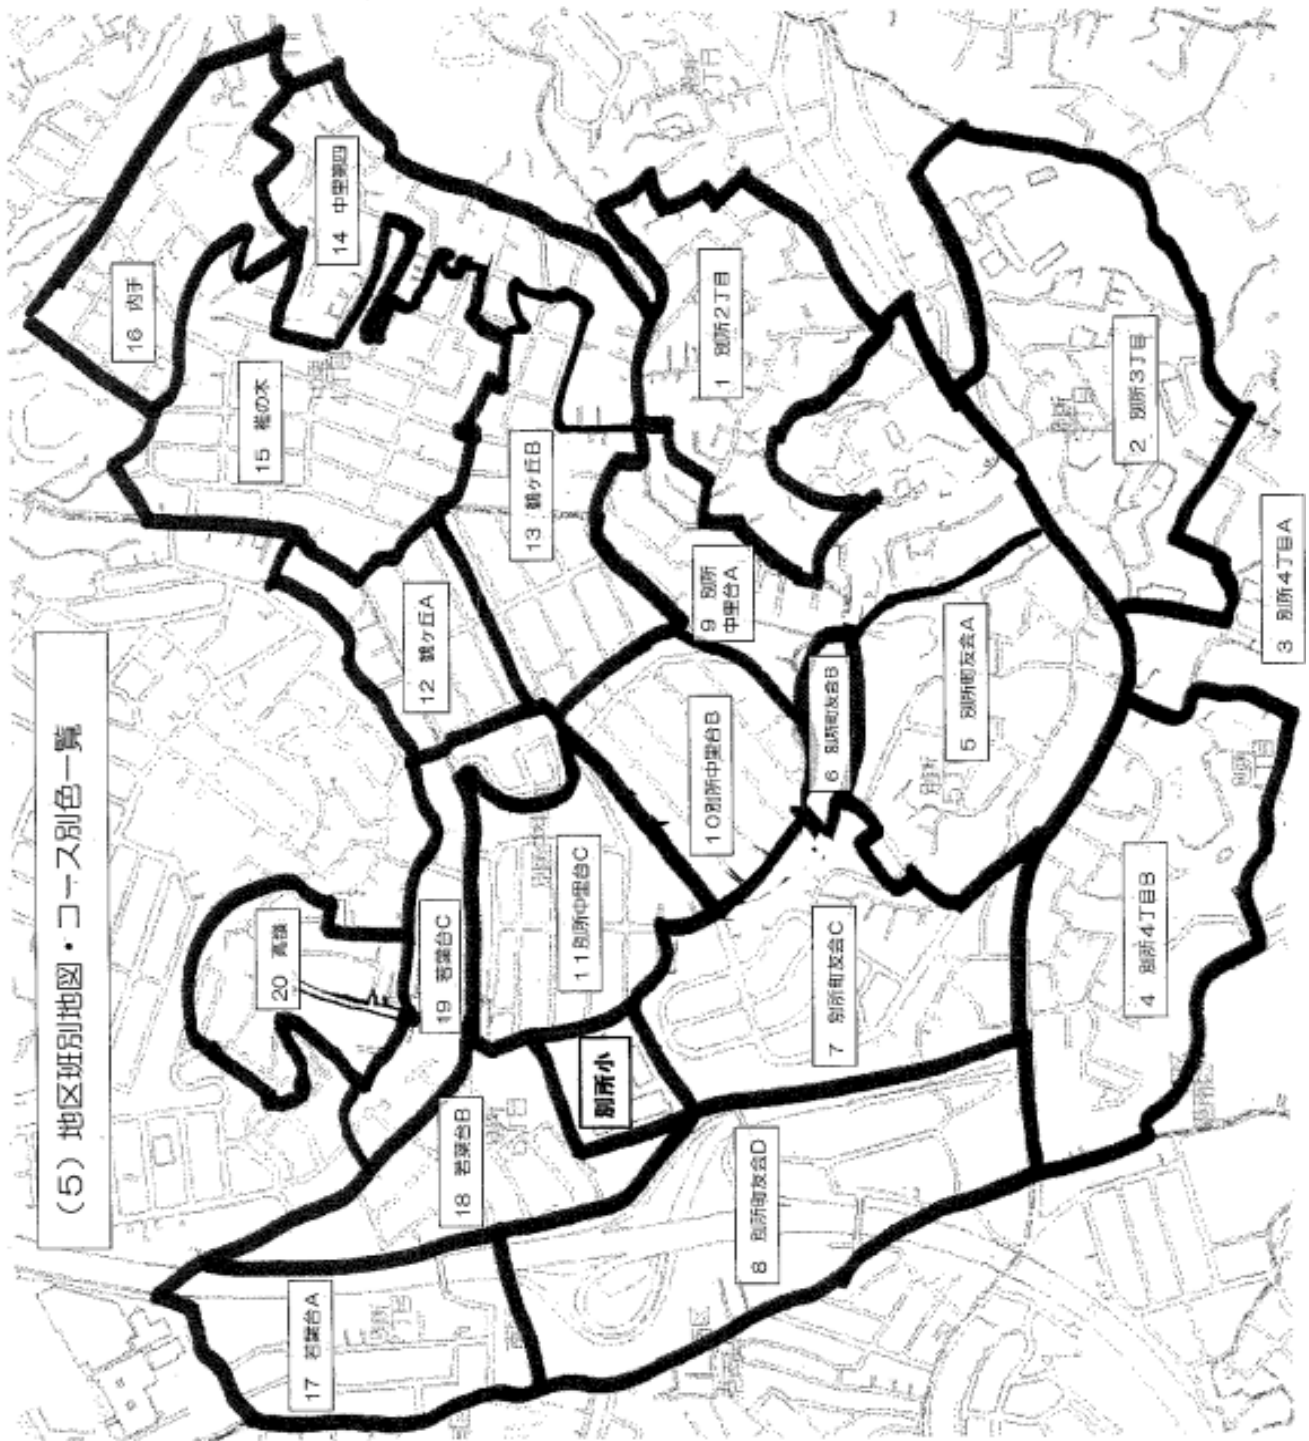 (5) 地区班別地図・コース別色一覧
1 別所2丁目
2 別所3丁目
3 別所4丁目A
4 別所4丁目B
5 別所町友会A
6 別所町友会B
7 別所町友会C
8 別所町友会D
9 別所
中里台A
10別所中里台B
11別所中里台C
12 鶴ヶ丘A
13 鶴ヶ丘B
14 中里第四
15 椎の木
16 内手
17 若葉台A
18 若葉台B
19 若葉台C
20 高嶺
別所小